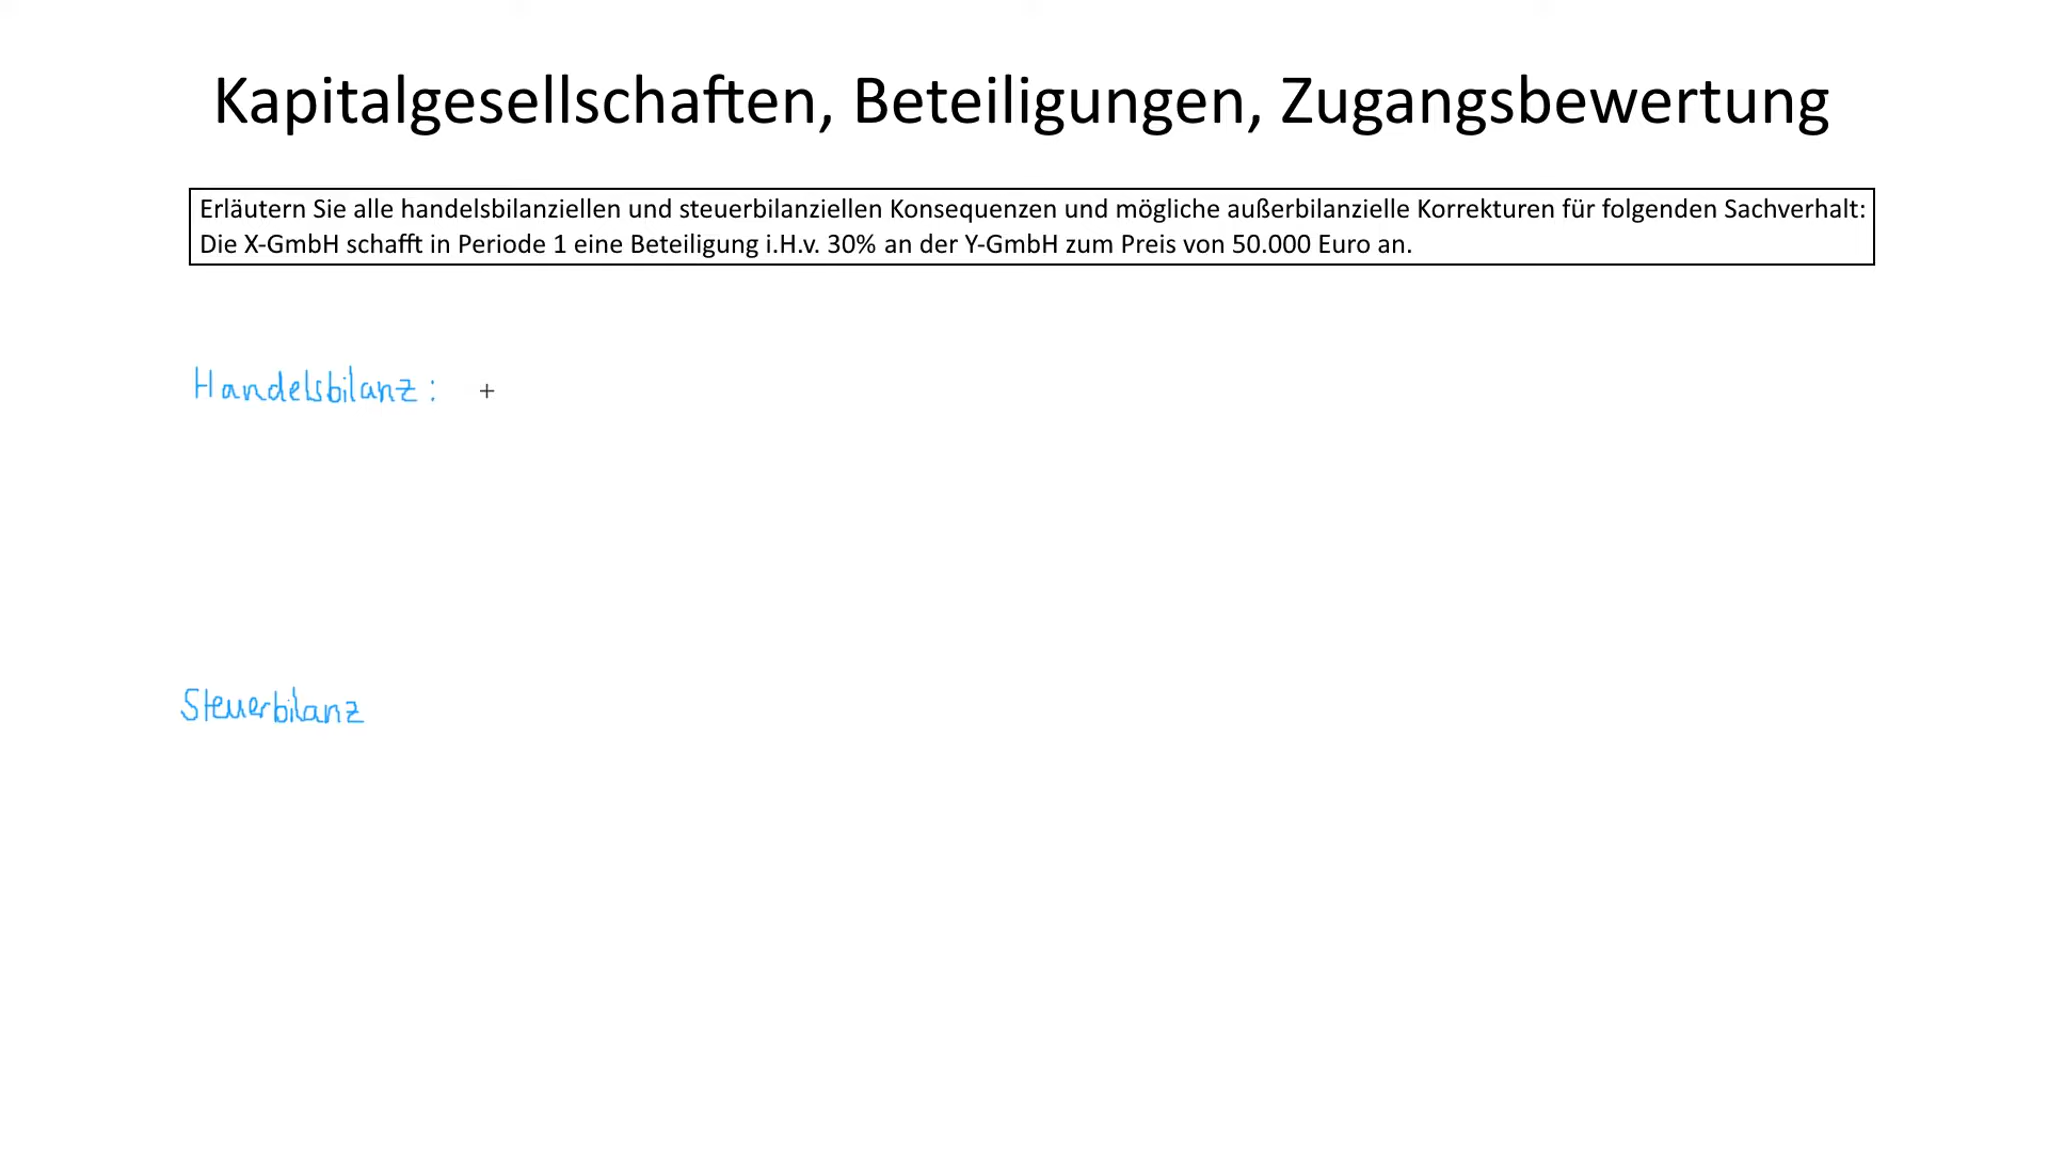 Kapitalgesellschaften, Beteiligungen, Zugangsbewertung
Erläutern Sie alle handelsbilanziellen und steuerbilanziellen Konsequenzen und mögliche außerbilanzielle Korrekturen für folgenden Sachverhalt:
Die X-GmbH schafft in Periode 1 eine Beteiligung i.H.v. 30% an der Y-GmbH zum Preis von 50.000 Euro an.
Handelsbilanz:
Steuerbilanz